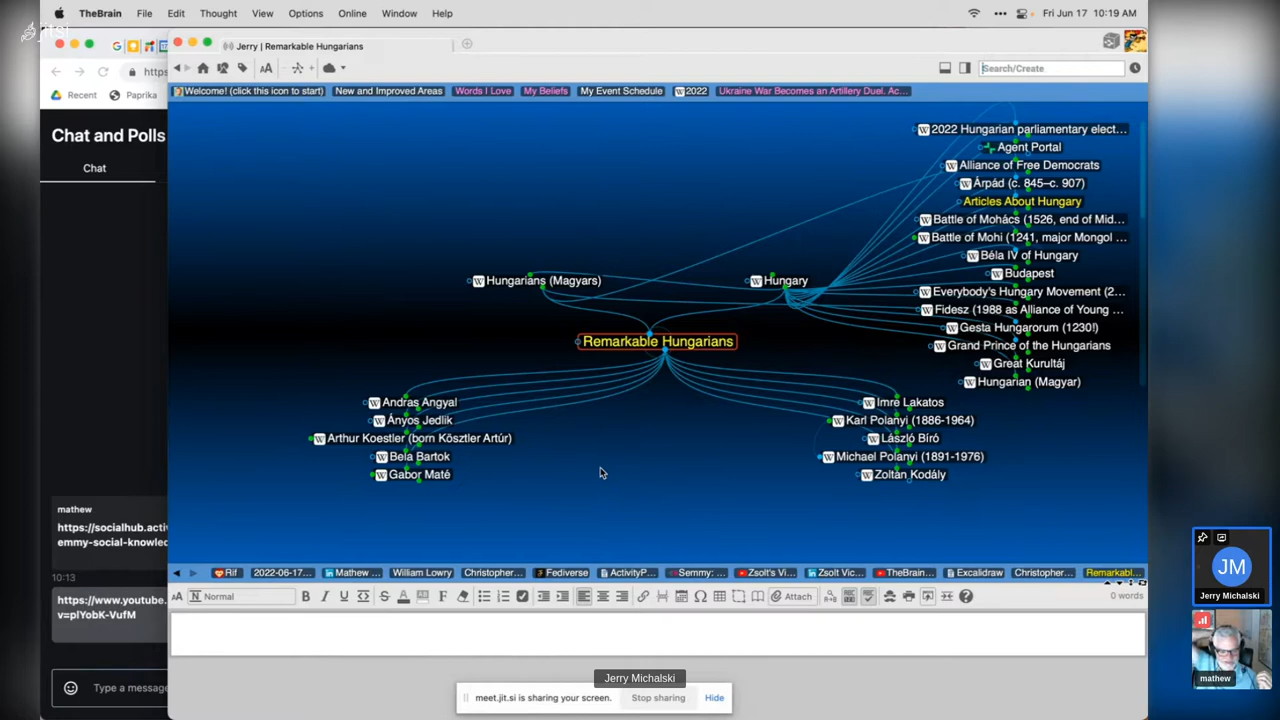 TheBrain File Edit Thought View Options Online Window Help Fri Jun 17 10:19 AM
jitsi
Jerry | Remarkable Hungarians
https
Search/Create
Recent Paprika
Welcome! (click this icon to start) New and Improved Areas Words I Love My Beliefs My Event Schedule 2022 Ukraine War Becomes an Artillery Duel. Ac...
Chat and Polls
Chat
2022 Hungarian parliamentary elect...
Agent Portal
Alliance of Free Democrats
Árpád (c. 845–c. 907)
Articles About Hungary
Battle of Mohács (1526, end of Mid...
Battle of Mohi (1241, major Mongol ...
Béla IV of Hungary
Budapest
Everybody's Hungary Movement (2...
Fidesz (1988 as Alliance of Young ...
Gesta Hungarorum (1230!)
Grand Prince of the Hungarians
Great Kurultáj
Hungarian (Magyar)
Hungarians (Magyars)
Hungary
Remarkable Hungarians
Andras Angyal
Ányos Jedlik
Arthur Koestler (born Kösztler Artúr)
Bela Bartok
Gabor Maté
Imre Lakatos
Karl Polanyi (1886-1964)
László Bíró
Michael Polanyi (1891-1976)
Zoltán Kodály
mathew
https://socialhub.activ
emmy-social-knowled
10:13
https://www.youtube.
v=plYobK-VufM
Type a message
Rif 2022-06-17... Mathew ... William Lowry Christopher... Fediverse ActivityP... Semmy: ... Zsolt's Vi... Zsolt Vic... TheBrain... Excalidraw Christopher... Remarkabl...
Normal
Attach
0 words
Jerry Michalski
meet.jit.si is sharing your screen. Stop sharing Hide
JM
Jerry Michalski
mathew